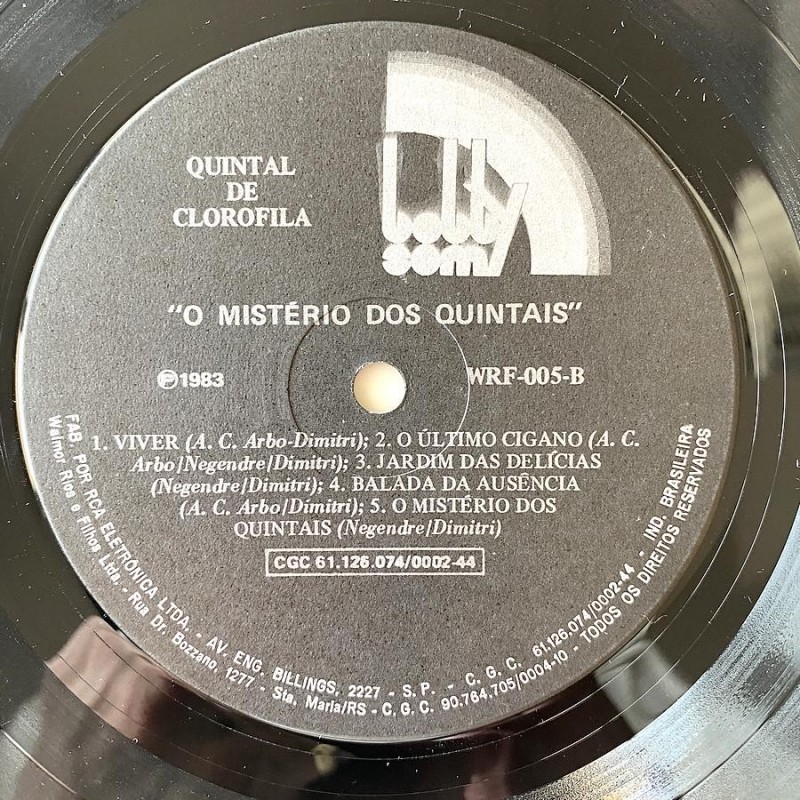 QUINTAL
DE
CLOROFILA
bobby
som
"O MISTÉRIO DOS QUINTAIS"
Ⓟ1983
WRF-005-B
1. VIVER (A. C. Arbo-Dimitri); 2. O ÚLTIMO CIGANO (A. C.
Arbo/Negendre/Dimitri); 3. JARDIM DAS DELÍCIAS
(Negendre/Dimitri); 4. BALADA DA AUSÊNCIA
(A. C. Arbo/Dimitri); 5. O MISTÉRIO DOS
QUINTAIS (Negendre/Dimitri)
CGC 61.126.074/0002-44
FAB. POR RCA ELETRÔNICA LTDA. - AV. ENG. BILLINGS, 2227 - S.P. - C.G.C. 61.126.074/0002-44 - IND. BRASILEIRA
Walmor Rios e Filhos Ltda. - Rua Dr. Bozzano, 1277 - Sta. Maria/RS - C.G.C. 90.764.705/0004-10 - TODOS OS DIREITOS RESERVADOS